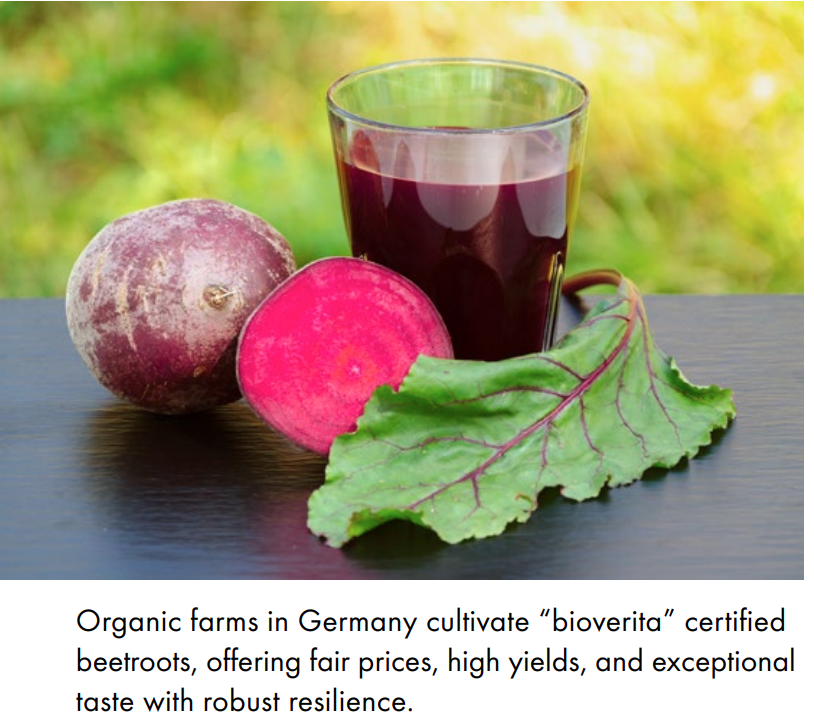 Organic farms in Germany cultivate “bioverita” certified
beetroots, offering fair prices, high yields, and exceptional
taste with robust resilience.